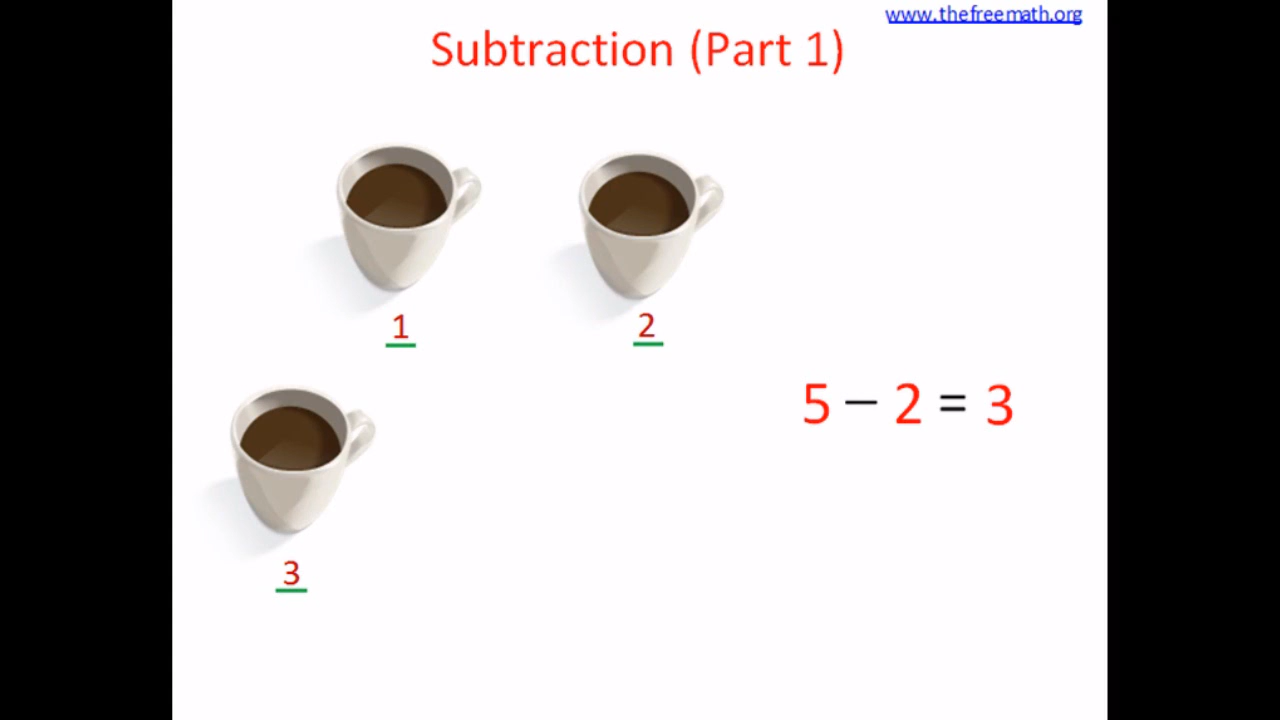 www.thefreemath.org
Subtraction (Part 1)
1
2
5 – 2 = 3
3